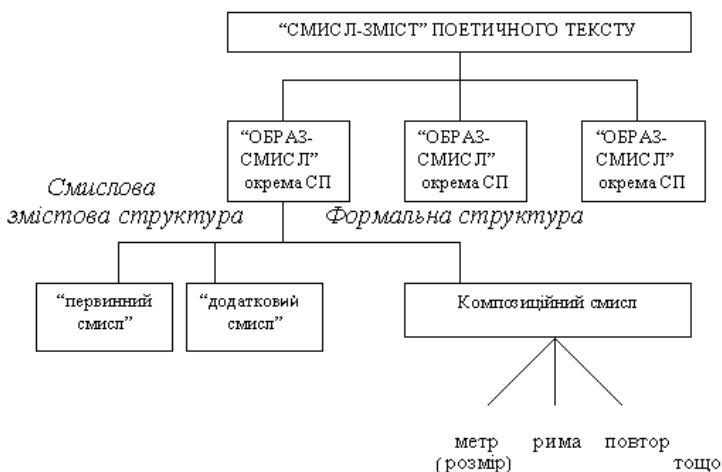 “СМИСЛ-ЗМІСТ” ПОЕТИЧНОГО ТЕКСТУ
“ОБРАЗ-
СМИСЛ”
окрема СП
“ОБРАЗ-
СМИСЛ”
окрема СП
“ОБРАЗ-
СМИСЛ”
окрема СП
Смислова
змістова структура
Формальна структура
“первинний
смисл”
“додатковий
смисл”
Композиційний смисл
метр
(розмір)
рима
повтор
тощо